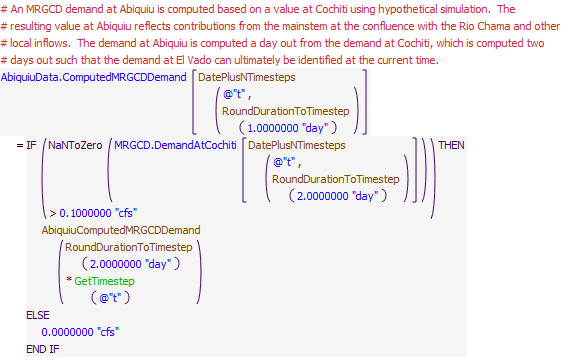 # An MRGCD demand at Abiquiu is computed based on a value at Cochiti using hypothetical simulation.  The
# resulting value at Abiquiu reflects contributions from the mainstem at the confluence with the Rio Chama and other
# local inflows.  The demand at Abiquiu is computed a day out from the demand at Cochiti, which is computed two
# days out such that the demand at El Vado can ultimately be identified at the current time.
AbiquiuData.ComputedMRGCDDemand [ DatePlusNTimesteps
( @"t" ,
RoundDurationToTimestep
( 1.0000000 "day" ) ) ]
= IF ( NaNToZero ( MRGCD.DemandAtCochiti [ DatePlusNTimesteps
( @"t" ,
RoundDurationToTimestep
( 2.0000000 "day" ) ) ] )
> 0.1000000 "cfs" ) THEN
AbiquiuComputedMRGCDDemand
( RoundDurationToTimestep
( 2.0000000 "day" )
* GetTimestep
( @"t" ) )
ELSE
0.0000000 "cfs"
END IF